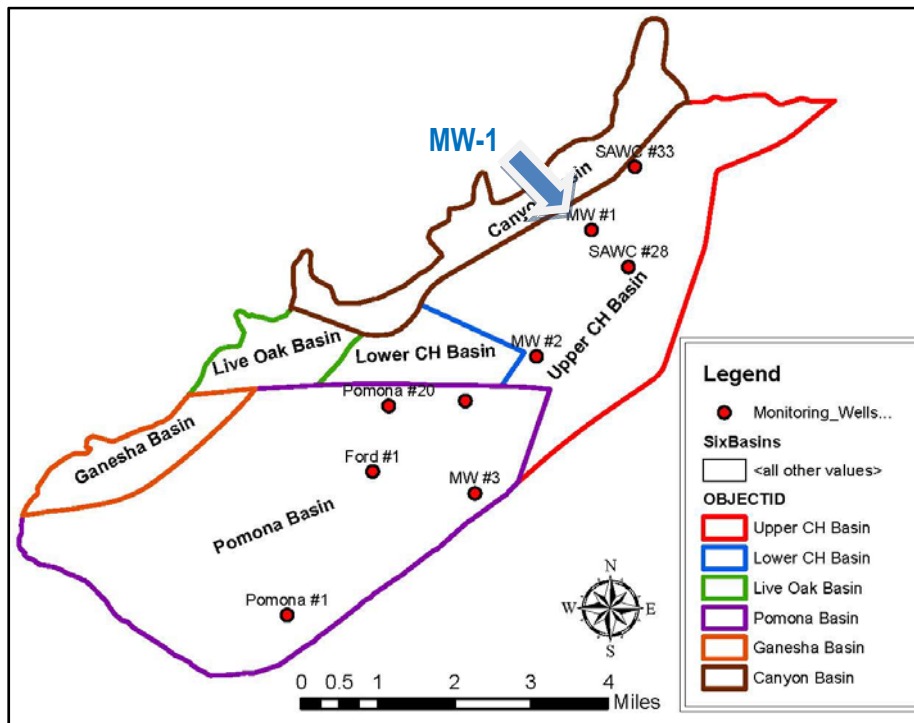 MW-1
SAWC #33
Canyon Basin
MW #1
SAWC #28
Upper CH Basin
MW #2
Live Oak Basin
Lower CH Basin
Pomona #20
Ganesha Basin
Ford #1
MW #3
Pomona Basin
Pomona #1
N
W
E
S
0 0.5 1 2 3 4
Miles
Legend
Monitoring_Wells...
SixBasins
<all other values>
OBJECTID
Upper CH Basin
Lower CH Basin
Live Oak Basin
Pomona Basin
Ganesha Basin
Canyon Basin